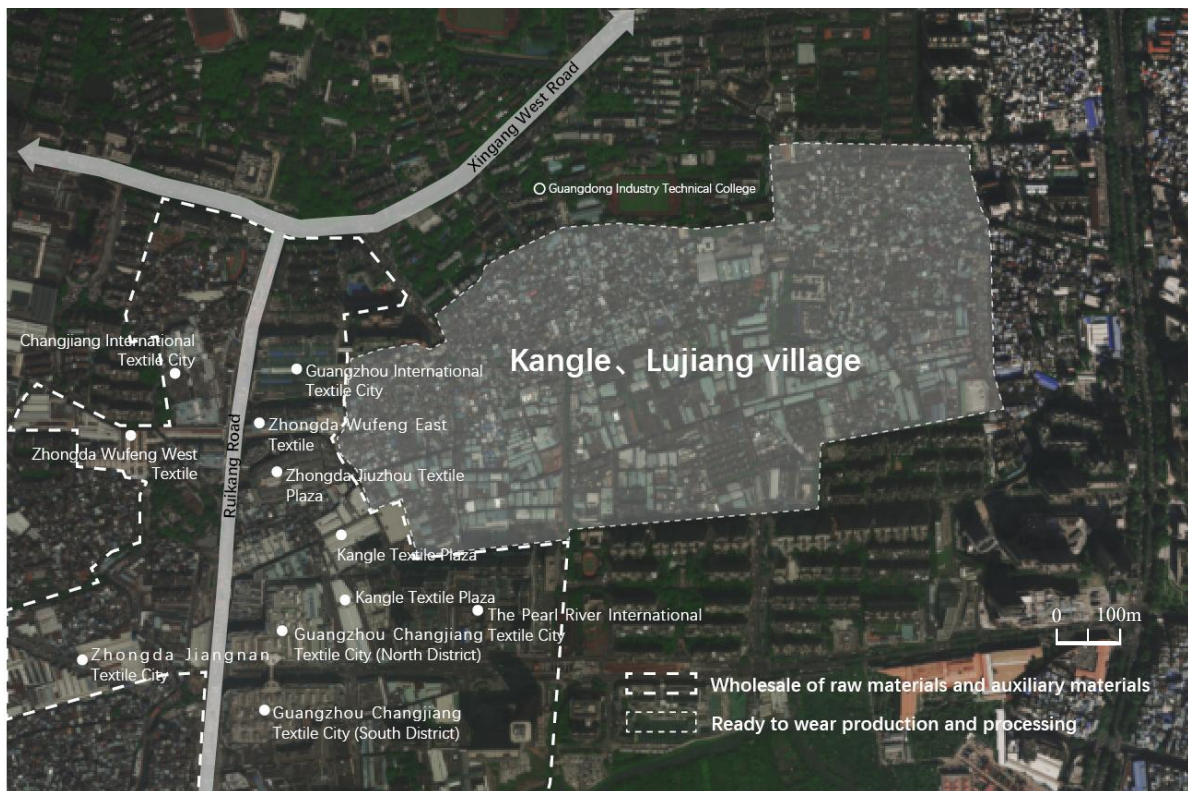 Xingang West Road
Guangdong Industry Technical College
Changjiang International
Textile City
Guangzhou International
Textile City
Kangle、Lujiang village
Ruikang Road
Zhongda Wufeng East
Textile
Zhongda Wufeng West
Textile
Zhongda Jiuzhou Textile
Plaza
Kangle Textile Plaza
Kangle Textile Plaza
The Pearl River International
Textile City
Guangzhou Changjiang
Textile City (North District)
Zhongda Jiangnan
Textile City
Guangzhou Changjiang
Textile City (South District)
0 100m
Wholesale of raw materials and auxiliary materials
Ready to wear production and processing